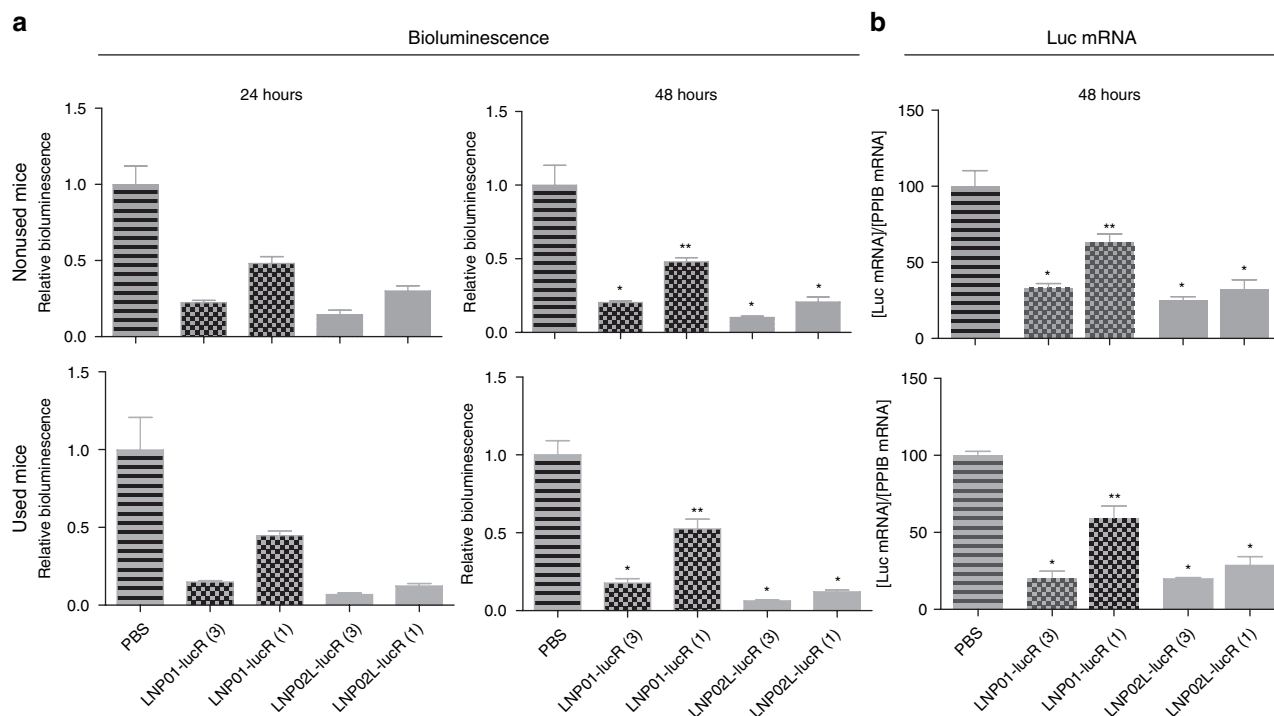 a
Bioluminescence
b
Luc mRNA
24 hours
48 hours
48 hours
Nonused mice
Relative bioluminescence
1.5
1.0
0.5
0.0
Relative bioluminescence
1.5
1.0
0.5
0.0
*
**
*
*
[Luc mRNA]/[PPIB mRNA]
150
100
50
0
*
**
*
*
Used mice
Relative bioluminescence
1.5
1.0
0.5
0.0
PBS
LNP01-lucR (3)
LNP01-lucR (1)
LNP02L-lucR (3)
LNP02L-lucR (1)
Relative bioluminescence
1.5
1.0
0.5
0.0
*
**
*
*
PBS
LNP01-lucR (3)
LNP01-lucR (1)
LNP02L-lucR (3)
LNP02L-lucR (1)
[Luc mRNA]/[PPIB mRNA]
150
100
50
0
*
**
*
*
PBS
LNP01-lucR (3)
LNP01-lucR (1)
LNP02L-lucR (3)
LNP02L-lucR (1)